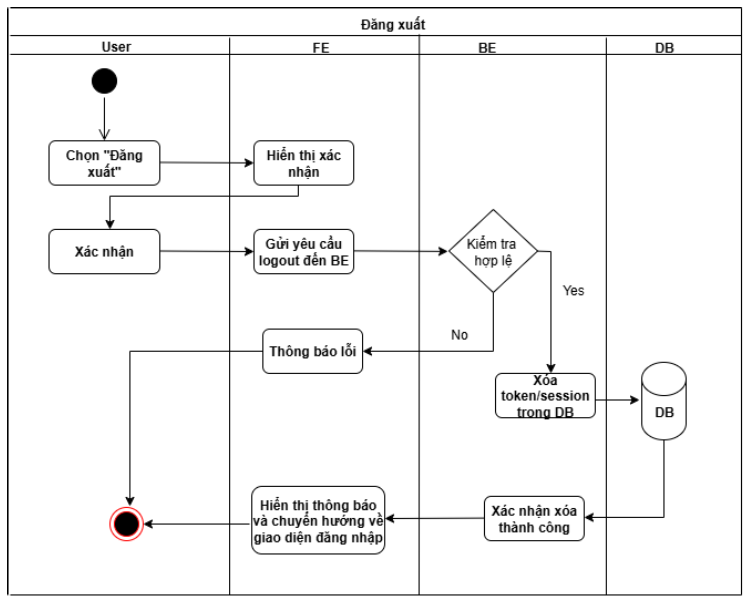 Đăng xuất
User
FE
BE
DB
Chọn "Đăng
xuất"
Hiển thị xác
nhận
Xác nhận
Gửi yêu cầu
logout đến BE
Kiểm tra
hợp lệ
Yes
No
Thông báo lỗi
Xóa
token/session
trong DB
DB
Hiển thị thông báo
và chuyển hướng về
giao diện đăng nhập
Xác nhận xóa
thành công